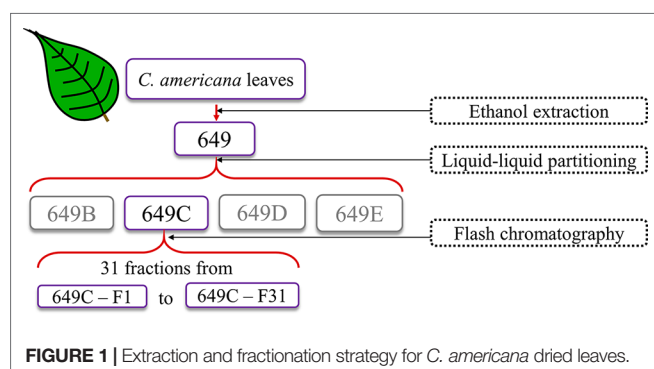 C. americana leaves
Ethanol extraction
649
Liquid-liquid partitioning
649B 649C 649D 649E
Flash chromatography
31 fractions from
649C – F1 to 649C – F31
FIGURE 1 | Extraction and fractionation strategy for C. americana dried leaves.